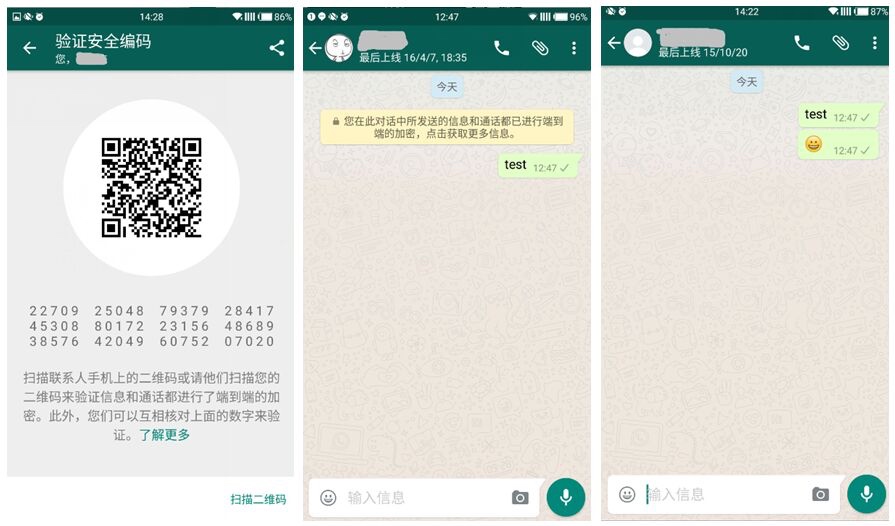 14:28
86%
验证安全编码
您，
22709 25048 79379 28417
45308 80172 23156 48689
38576 42049 60752 07020
扫描联系人手机上的二维码或请他们扫描您的
二维码来验证信息和通话都进行了端到端的加
密。此外，您们可以互相核对上面的数字来验
证。了解更多
扫描二维码
12:47
96%
最后上线 16/4/7, 18:35
今天
您在此对话中所发送的信息和通话都已进行端到
端的加密，点击获取更多信息。
test 12:47
输入信息
14:22
87%
最后上线 15/10/20
今天
test 12:47
12:47
输入信息